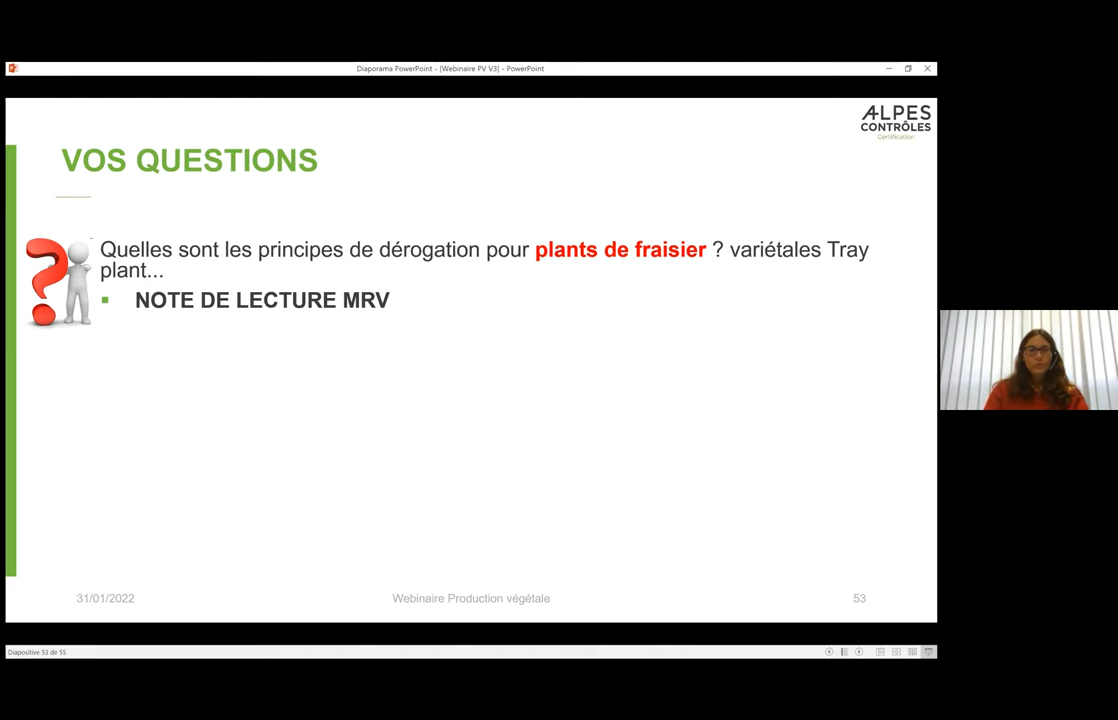 Diaporama PowerPoint - [Webinaire PV V3] - PowerPoint
ALPES
CONTRÔLES
Certification
VOS QUESTIONS
Quelles sont les principes de dérogation pour plants de fraisier ? variétales Tray
plant...
NOTE DE LECTURE MRV
31/01/2022
Webinaire Production végétale
53
Diapositive 53 de 55